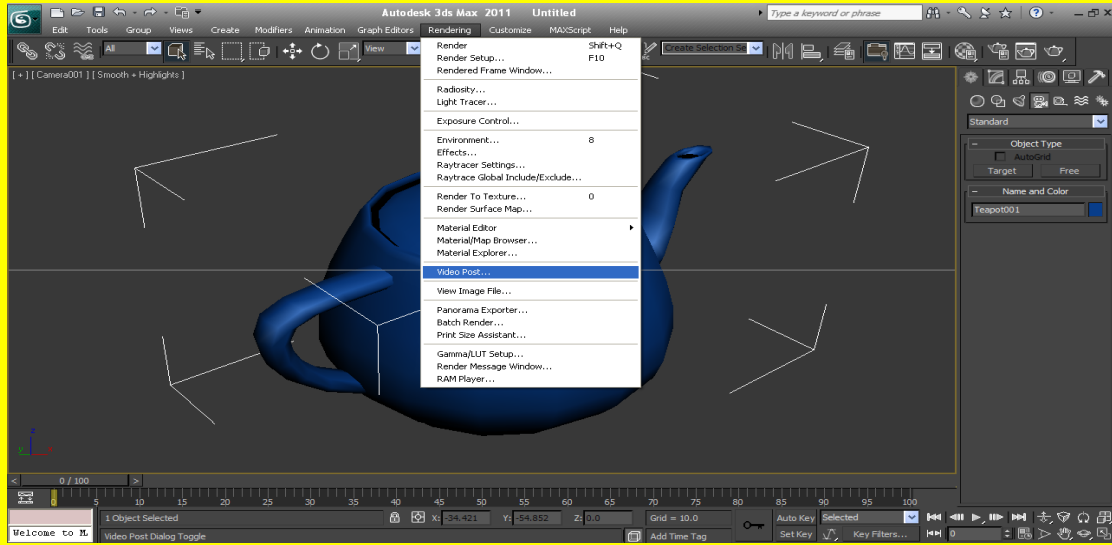 Autodesk 3ds Max 2011 Untitled
Type a keyword or phrase
Edit Tools Group Views Create Modifiers Animation Graph Editors Rendering Customize MAXScript Help
All
View
Create Selection Se
[ + ] [ Camera001 ] [ Smooth + Highlights ]
Render Shift+Q
Render Setup... F10
Rendered Frame Window...
Radiosity...
Light Tracer...
Exposure Control...
Environment... 8
Effects...
Raytracer Settings...
Raytrace Global Include/Exclude...
Render To Texture... 0
Render Surface Map...
Material Editor
Material/Map Browser...
Material Explorer...
Video Post...
View Image File...
Panorama Exporter...
Batch Render...
Print Size Assistant...
Gamma/LUT Setup...
Render Message Window...
RAM Player...
Standard
Object Type
AutoGrid
Target Free
Name and Color
Teapot001
z
y
0 / 100
0 5 10 15 20 25 30 35 40 45 50 55 60 65 70 75 80 85 90 95 100
1 Object Selected
X: -34.421 Y: -54.852 Z: 0.0
Grid = 10.0
Auto Key Selected
Welcome to M
Video Post Dialog Toggle
Add Time Tag
Set Key Key Filters...
0